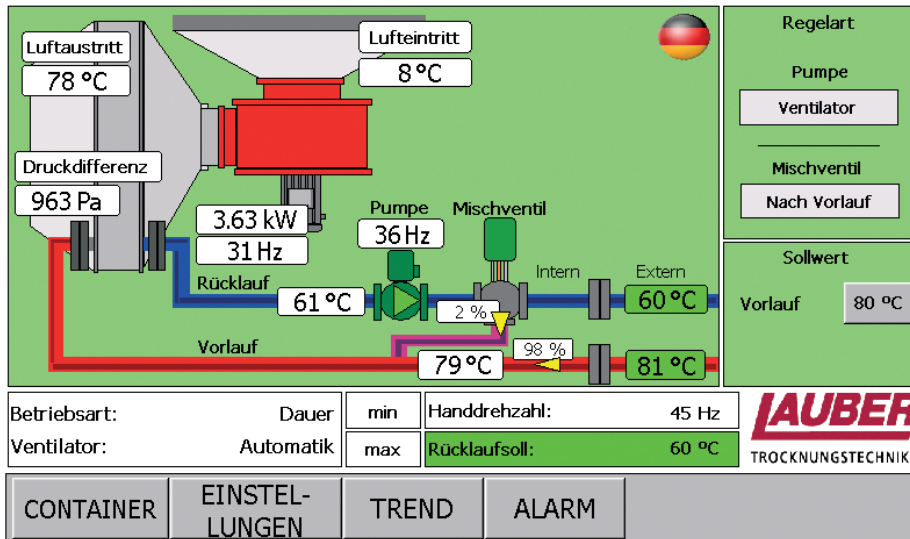 Luftaustritt
78 °C
Lufteintritt
8 °C
Druckdifferenz
963 Pa
3.63 kW
31 Hz
Pumpe
36 Hz
Mischventil
Rücklauf
61 °C
2 %
Intern
Extern
60 °C
Vorlauf
79 °C
98 %
81 °C
Regelart
Pumpe
Ventilator
Mischventil
Nach Vorlauf
Sollwert
Vorlauf
80 °C
Betriebsart: Dauer
Ventilator: Automatik
min
max
Handdrehzahl: 45 Hz
Rücklaufsoll: 60 °C
LAUBER
TROCKNUNGSTECHNIK
CONTAINER
EINSTEL-
LUNGEN
TREND
ALARM